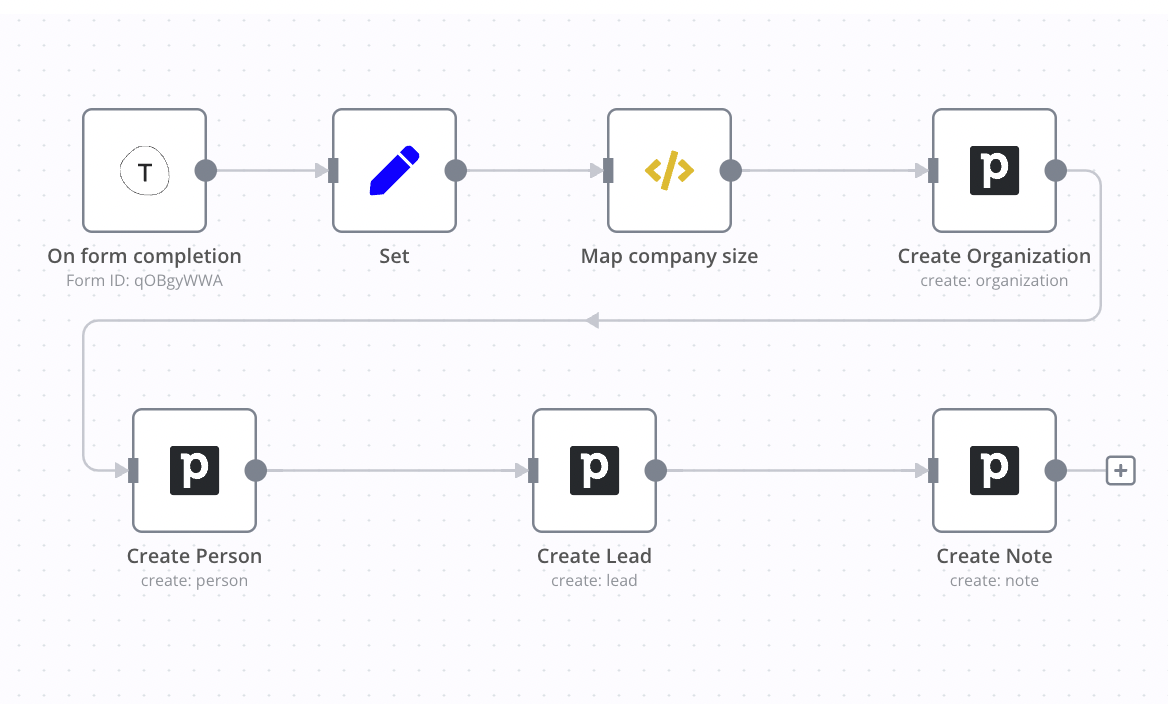 T
On form completion
Form ID: qOBgyWWA
Set
Map company size
p
Create Organization
create: organization
p
Create Person
create: person
p
Create Lead
create: lead
p
Create Note
create: note